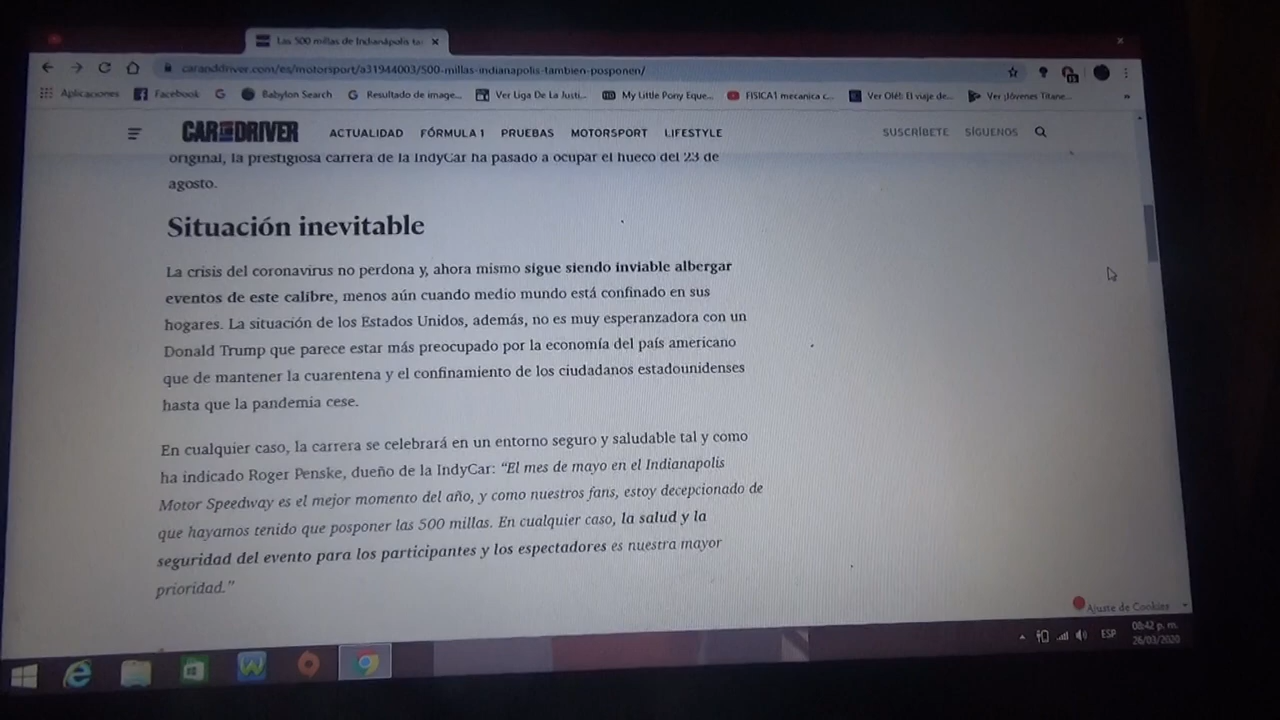 Las 500 millas de Indianápolis ta
caranddriver.com/es/motorsport/a31944003/500-millas-indianapolis-tambien-posponen/
Aplicaciones Facebook Babylon Search Resultado de image... Ver Liga De La Justi... My Little Pony Eque... FISICA1 mecanica c... Ver Olé!: El viaje de... Ver ¡Jóvenes Titane...
CAR AND DRIVER ACTUALIDAD FÓRMULA 1 PRUEBAS MOTORSPORT LIFESTYLE SUSCRÍBETE SÍGUENOS
original, la prestigiosa carrera de la IndyCar ha pasado a ocupar el hueco del 23 de
agosto.
Situación inevitable
La crisis del coronavirus no perdona y, ahora mismo sigue siendo inviable albergar
eventos de este calibre, menos aún cuando medio mundo está confinado en sus
hogares. La situación de los Estados Unidos, además, no es muy esperanzadora con un
Donald Trump que parece estar más preocupado por la economía del país americano
que de mantener la cuarentena y el confinamiento de los ciudadanos estadounidenses
hasta que la pandemia cese.
En cualquier caso, la carrera se celebrará en un entorno seguro y saludable tal y como
ha indicado Roger Penske, dueño de la IndyCar: “El mes de mayo en el Indianapolis
Motor Speedway es el mejor momento del año, y como nuestros fans, estoy decepcionado de
que hayamos tenido que posponer las 500 millas. En cualquier caso, la salud y la
seguridad del evento para los participantes y los espectadores es nuestra mayor
prioridad.”
Ajuste de Cookies
ESP 08:42 p. m.
26/03/2020